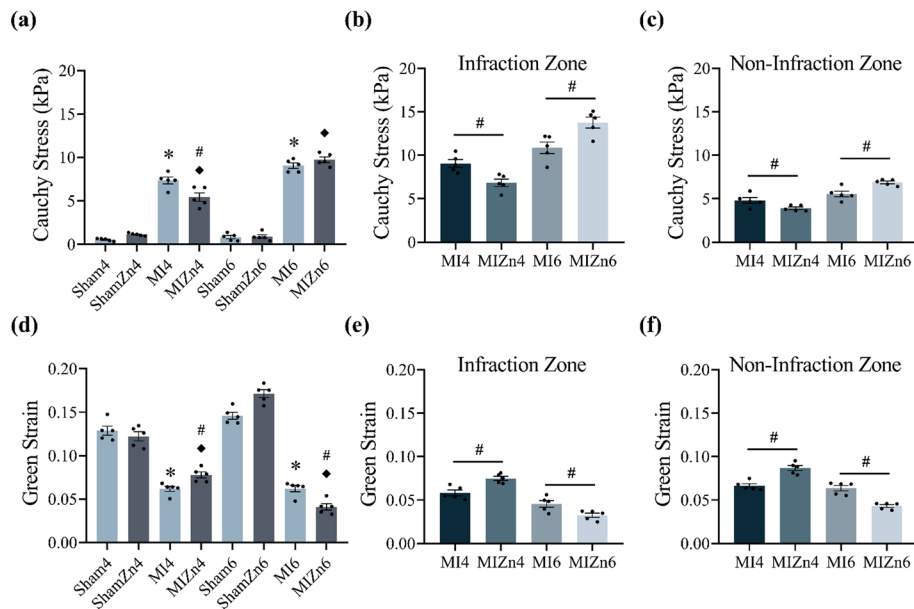 (a)
Cauchy Stress (kPa)
20
15
10
5
0
*
#
◆
*
◆
Sham4
ShamZn4
MI4
MIZn4
Sham6
ShamZn6
MI6
MIZn6
(b)
Infraction Zone
Cauchy Stress (kPa)
20
15
10
5
0
#
#
MI4
MIZn4
MI6
MIZn6
(c)
Non-Infraction Zone
Cauchy Stress (kPa)
20
15
10
5
0
#
#
MI4
MIZn4
MI6
MIZn6
(d)
Green Strain
0.20
0.15
0.10
0.05
0.00
*
#
◆
*
#
◆
Sham4
ShamZn4
MI4
MIZn4
Sham6
ShamZn6
MI6
MIZn6
(e)
Infraction Zone
Green Strain
0.20
0.15
0.10
0.05
0.00
#
#
MI4
MIZn4
MI6
MIZn6
(f)
Non-Infraction Zone
Green Strain
0.20
0.15
0.10
0.05
0.00
#
#
MI4
MIZn4
MI6
MIZn6